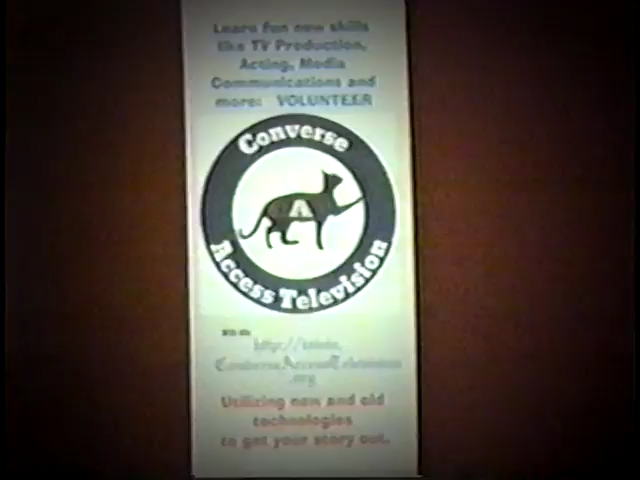 Learn fun new skills
like TV Production,
Acting, Media
Communications and
more: VOLUNTEER
Converse
A
Access Television
http://
ConverseAccessTelevision
.org
Utilizing new and old
technologies
to get your story out.